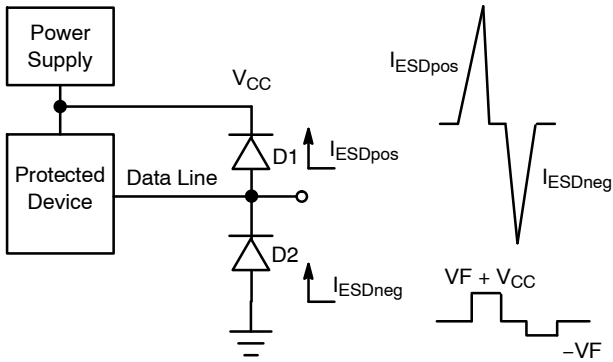 Power
Supply
V_CC
D1
I_ESDpos
Protected
Device
Data Line
D2
I_ESDneg
I_ESDpos
I_ESDneg
VF + V_CC
−VF